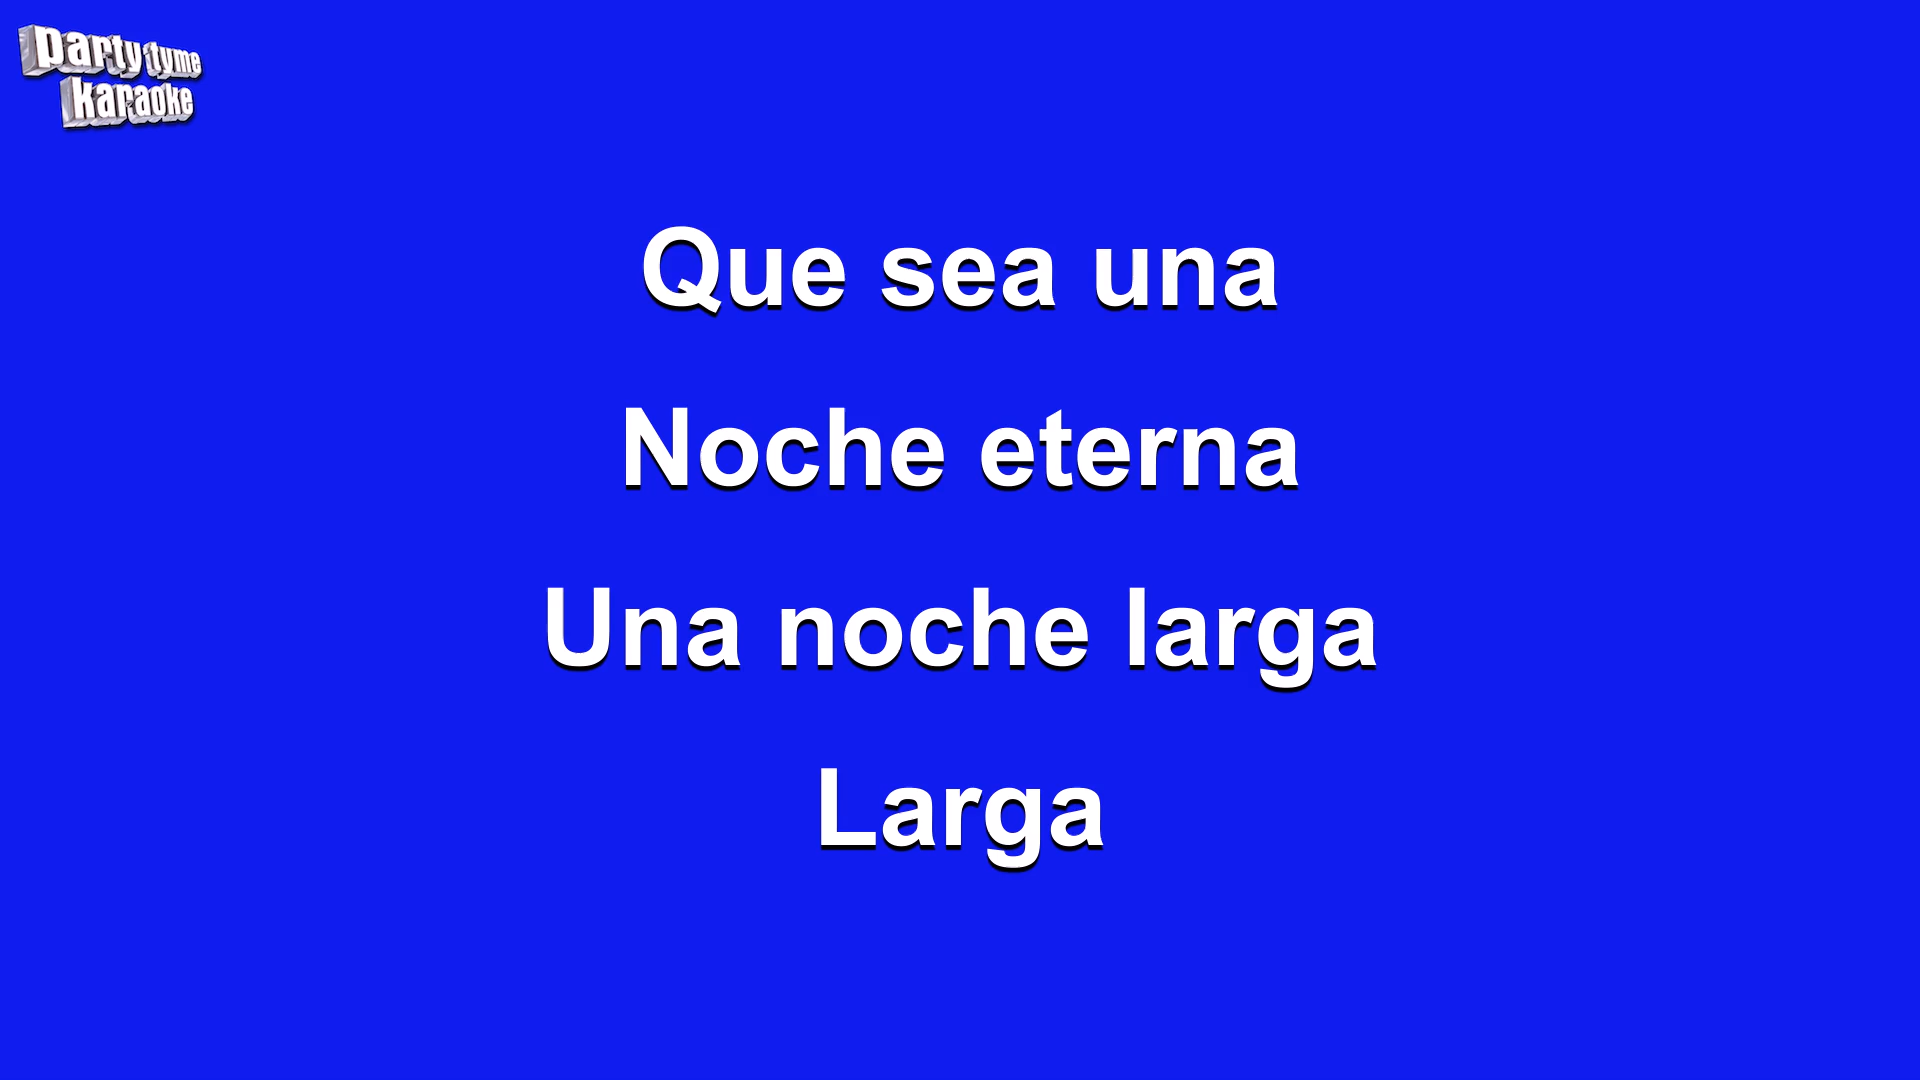 party tyme
karaoke
Que sea una
Noche eterna
Una noche larga
Larga